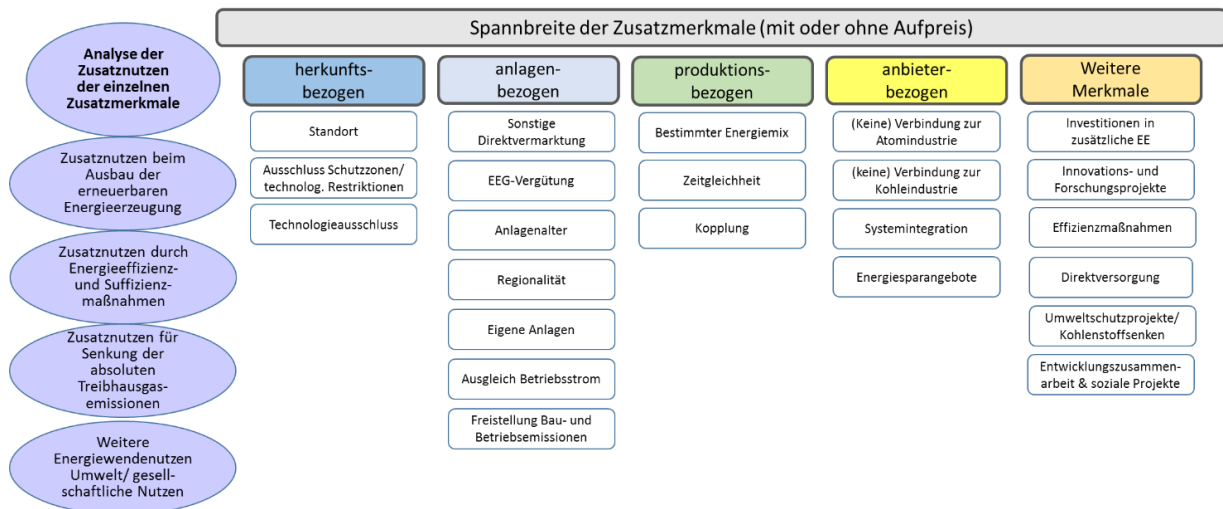 Spannbreite der Zusatzmerkmale (mit oder ohne Aufpreis)
Analyse der
Zusatznutzen
der einzelnen
Zusatzmerkmale
Zusatznutzen beim
Ausbau der
erneuerbaren
Energieerzeugung
Zusatznutzen durch
Energieeffizienz-
und Suffizienz-
maßnahmen
Zusatznutzen für
Senkung der
absoluten
Treibhausgas-
emissionen
Weitere
Energiewendenutzen
Umwelt/ gesell-
schaftliche Nutzen
herkunfts-
bezogen
Standort
Ausschluss Schutzzonen/
technolog. Restriktionen
Technologieausschluss
anlagen-
bezogen
Sonstige
Direktvermarktung
EEG-Vergütung
Anlagenalter
Regionalität
Eigene Anlagen
Ausgleich Betriebsstrom
Freistellung Bau- und
Betriebsemissionen
produktions-
bezogen
Bestimmter Energiemix
Zeitgleichheit
Kopplung
anbieter-
bezogen
(Keine) Verbindung zur
Atomindustrie
(keine) Verbindung zur
Kohleindustrie
Systemintegration
Energiesparangebote
Weitere
Merkmale
Investitionen in
zusätzliche EE
Innovations- und
Forschungsprojekte
Effizienzmaßnahmen
Direktversorgung
Umweltschutzprojekte/
Kohlenstoffsenken
Entwicklungszusammen-
arbeit & soziale Projekte